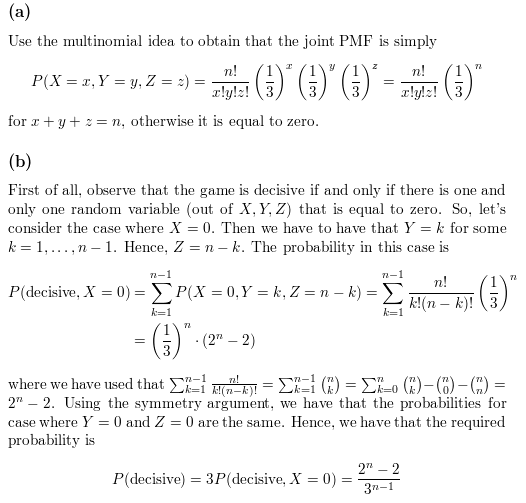 (a)
Use the multinomial idea to obtain that the joint PMF is simply
P(X = x, Y = y, Z = z) = \frac{n!}{x!y!z!} \left(\frac{1}{3}\right)^x \left(\frac{1}{3}\right)^y \left(\frac{1}{3}\right)^z = \frac{n!}{x!y!z!} \left(\frac{1}{3}\right)^n
for x + y + z = n, otherwise it is equal to zero.
(b)
First of all, observe that the game is decisive if and only if there is one and
only one random variable (out of X, Y, Z) that is equal to zero. So, let's
consider the case where X = 0. Then we have to have that Y = k for some
k = 1, . . . , n − 1. Hence, Z = n − k. The probability in this case is
P(decisive, X = 0) = \sum_{k=1}^{n-1} P(X = 0, Y = k, Z = n − k) = \sum_{k=1}^{n-1} \frac{n!}{k!(n − k)!} \left(\frac{1}{3}\right)^n
= \left(\frac{1}{3}\right)^n · (2^n − 2)
where we have used that \sum_{k=1}^{n-1} \frac{n!}{k!(n−k)!} = \sum_{k=1}^{n-1} \binom{n}{k} = \sum_{k=0}^{n} \binom{n}{k} − \binom{n}{0} − \binom{n}{n} =
2^n − 2. Using the symmetry argument, we have that the probabilities for
case where Y = 0 and Z = 0 are the same. Hence, we have that the required
probability is
P(decisive) = 3P(decisive, X = 0) = \frac{2^n − 2}{3^{n−1}}